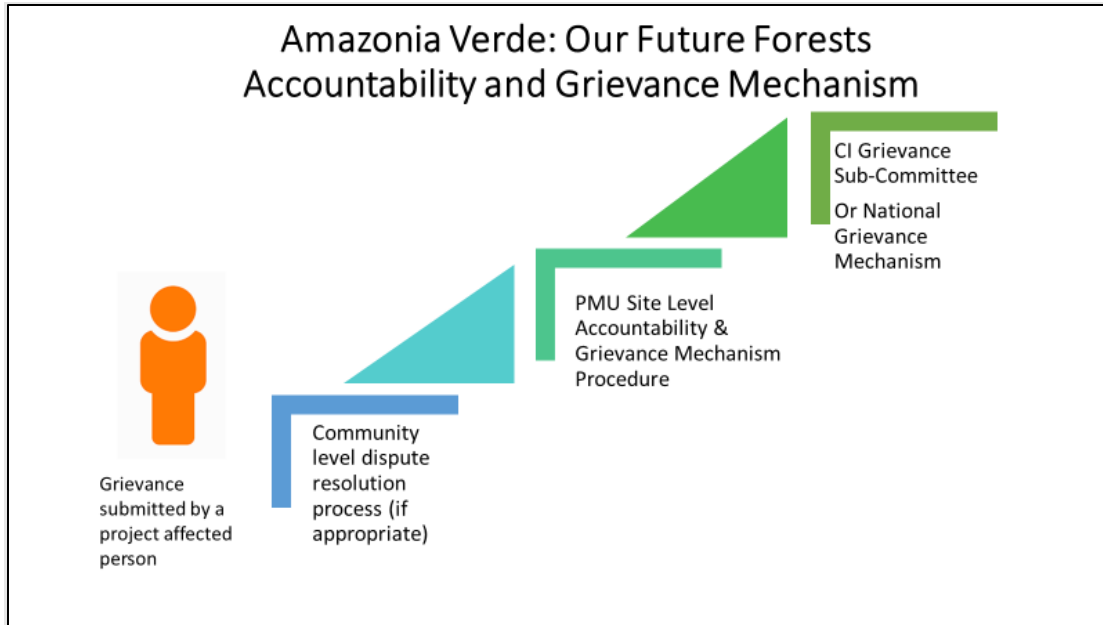 Amazonia Verde: Our Future Forests
Accountability and Grievance Mechanism
Grievance
submitted by a
project affected
person
Community
level dispute
resolution
process (if
appropriate)
PMU Site Level
Accountability &
Grievance Mechanism
Procedure
CI Grievance
Sub-Committee
Or National
Grievance
Mechanism